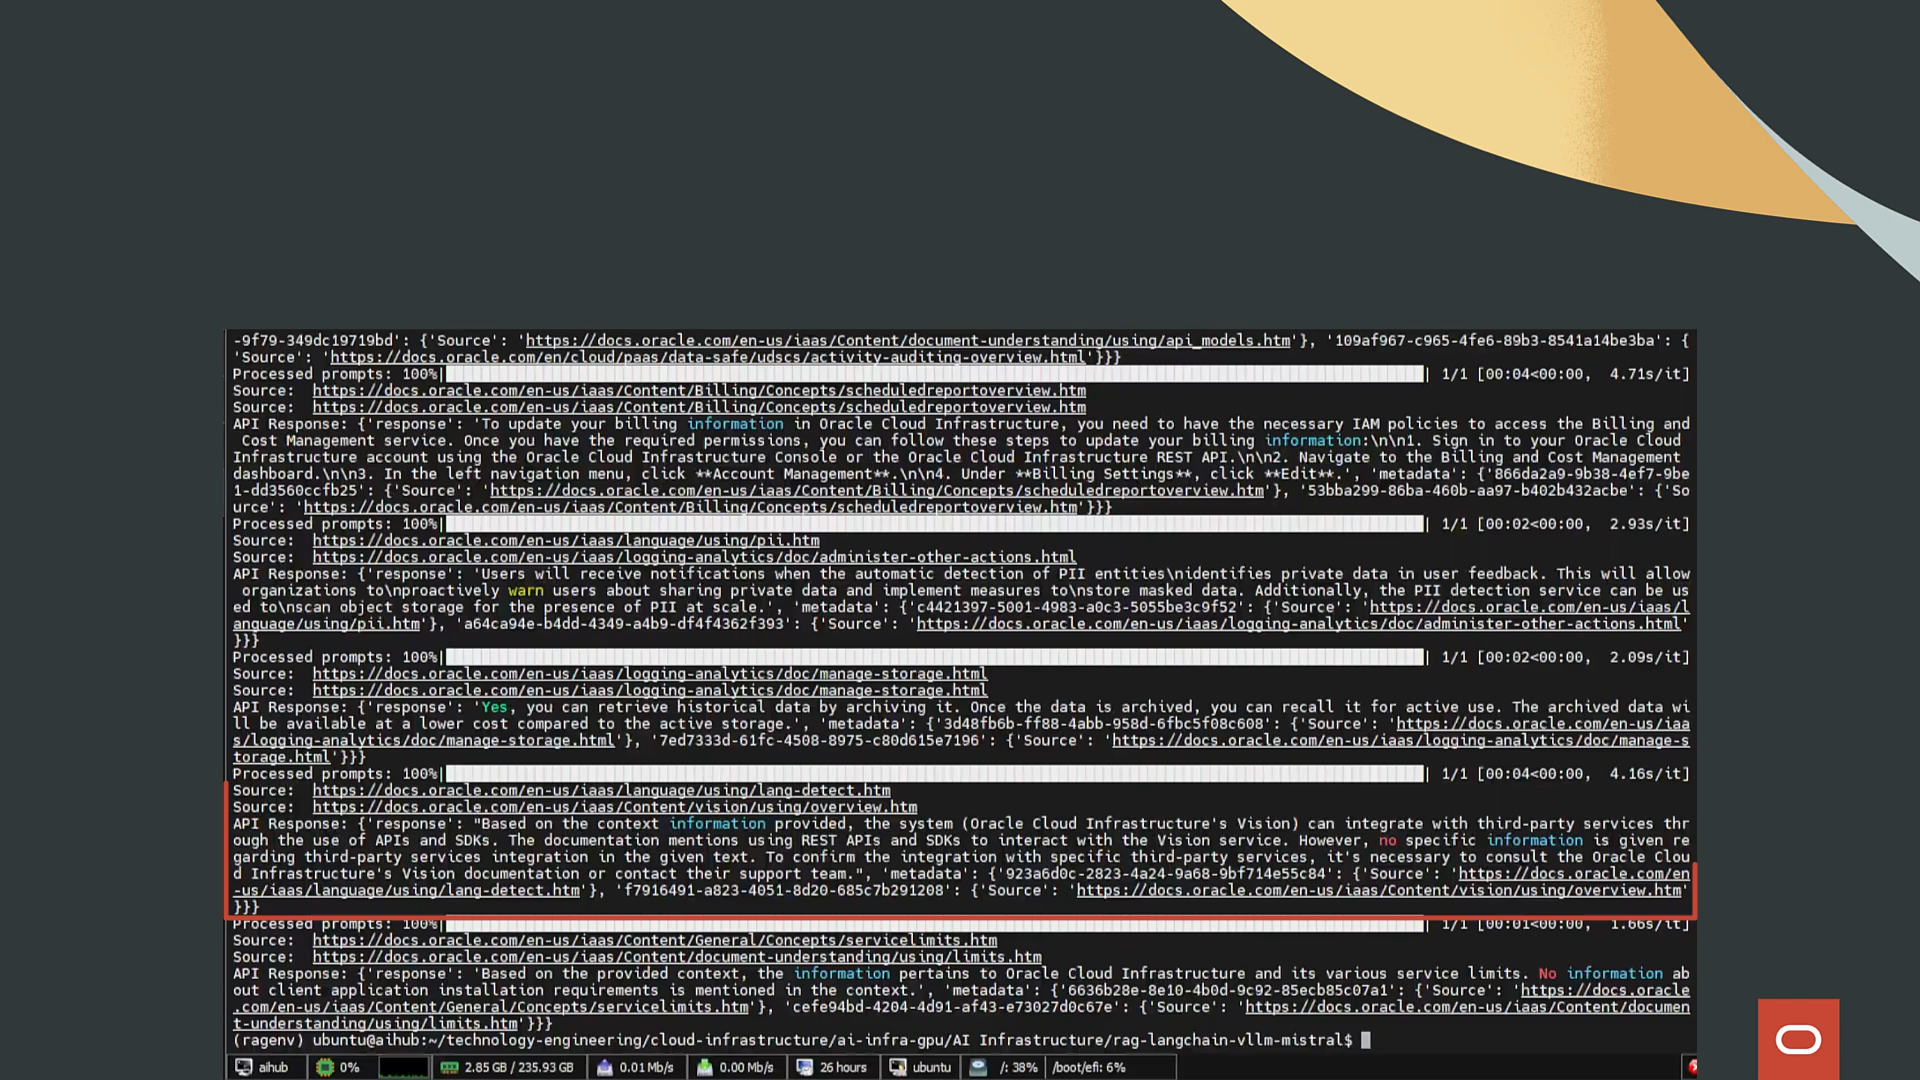 -9f79-349dc19719bd': {'Source': 'https://docs.oracle.com/en-us/iaas/Content/document-understanding/using/api_models.htm'}, '109af967-c965-4fe6-89b3-8541a14be3ba': {
'Source': 'https://docs.oracle.com/en/cloud/paas/data-safe/udscs/activity-auditing-overview.html'}}}
Processed prompts: 100%| | 1/1 [00:04<00:00, 4.71s/it]
Source: https://docs.oracle.com/en-us/iaas/Content/Billing/Concepts/scheduledreportoverview.htm
Source: https://docs.oracle.com/en-us/iaas/Content/Billing/Concepts/scheduledreportoverview.htm
API Response: {'response': 'To update your billing information in Oracle Cloud Infrastructure, you need to have the necessary IAM policies to access the Billing and
Cost Management service. Once you have the required permissions, you can follow these steps to update your billing information:\n\n1. Sign in to your Oracle Cloud
Infrastructure account using the Oracle Cloud Infrastructure Console or the Oracle Cloud Infrastructure REST API.\n\n2. Navigate to the Billing and Cost Management
dashboard.\n\n3. In the left navigation menu, click **Account Management**.\n\n4. Under **Billing Settings**, click **Edit**.', 'metadata': {'866da2a9-9b38-4ef7-9be
1-dd3560ccfb25': {'Source': 'https://docs.oracle.com/en-us/iaas/Content/Billing/Concepts/scheduledreportoverview.htm'}, '53bba299-86ba-460b-aa97-b402b432acbe': {'So
urce': 'https://docs.oracle.com/en-us/iaas/Content/Billing/Concepts/scheduledreportoverview.htm'}}}
Processed prompts: 100%| | 1/1 [00:02<00:00, 2.93s/it]
Source: https://docs.oracle.com/en-us/iaas/language/using/pii.htm
Source: https://docs.oracle.com/en-us/iaas/logging-analytics/doc/administer-other-actions.html
API Response: {'response': 'Users will receive notifications when the automatic detection of PII entities\nidentifies private data in user feedback. This will allow
organizations to\nproactively warn users about sharing private data and implement measures to\nstore masked data. Additionally, the PII detection service can be us
ed to\nscan object storage for the presence of PII at scale.', 'metadata': {'c4421397-5001-4983-a0c3-5055be3c9f52': {'Source': 'https://docs.oracle.com/en-us/iaas/l
anguage/using/pii.htm'}, 'a64ca94e-b4dd-4349-a4b9-df4f4362f393': {'Source': 'https://docs.oracle.com/en-us/iaas/logging-analytics/doc/administer-other-actions.html'
}}}
Processed prompts: 100%| | 1/1 [00:02<00:00, 2.09s/it]
Source: https://docs.oracle.com/en-us/iaas/logging-analytics/doc/manage-storage.html
Source: https://docs.oracle.com/en-us/iaas/logging-analytics/doc/manage-storage.html
API Response: {'response': 'Yes, you can retrieve historical data by archiving it. Once the data is archived, you can recall it for active use. The archived data wi
ll be available at a lower cost compared to the active storage.', 'metadata': {'3d48fb6b-ff88-4abb-958d-6fbc5f08c608': {'Source': 'https://docs.oracle.com/en-us/iaa
s/logging-analytics/doc/manage-storage.html'}, '7ed7333d-61fc-4508-8975-c80d615e7196': {'Source': 'https://docs.oracle.com/en-us/iaas/logging-analytics/doc/manage-s
torage.html'}}}
Processed prompts: 100%| | 1/1 [00:04<00:00, 4.16s/it]
Source: https://docs.oracle.com/en-us/iaas/language/using/lang-detect.htm
Source: https://docs.oracle.com/en-us/iaas/Content/vision/using/overview.htm
API Response: {'response': "Based on the context information provided, the system (Oracle Cloud Infrastructure's Vision) can integrate with third-party services thr
ough the use of APIs and SDKs. The documentation mentions using REST APIs and SDKs to interact with the Vision service. However, no specific information is given re
garding third-party services integration in the given text. To confirm the integration with specific third-party services, it's necessary to consult the Oracle Clou
d Infrastructure's Vision documentation or contact their support team.", 'metadata': {'923a6d0c-2823-4a24-9a68-9bf714e55c84': {'Source': 'https://docs.oracle.com/en
-us/iaas/language/using/lang-detect.htm'}, 'f7916491-a823-4051-8d20-685c7b291208': {'Source': 'https://docs.oracle.com/en-us/iaas/Content/vision/using/overview.htm'
}}}
Processed prompts: 100%| | 1/1 [00:01<00:00, 1.66s/it]
Source: https://docs.oracle.com/en-us/iaas/Content/General/Concepts/servicelimits.htm
Source: https://docs.oracle.com/en-us/iaas/Content/document-understanding/using/limits.htm
API Response: {'response': 'Based on the provided context, the information pertains to Oracle Cloud Infrastructure and its various service limits. No information ab
out client application installation requirements is mentioned in the context.', 'metadata': {'6636b28e-8e10-4b0d-9c92-85ecb85c07a1': {'Source': 'https://docs.oracle
.com/en-us/iaas/Content/General/Concepts/servicelimits.htm'}, 'cefe94bd-4204-4d91-af43-e73027d0c67e': {'Source': 'https://docs.oracle.com/en-us/iaas/Content/documen
t-understanding/using/limits.htm'}}}
(ragenv) ubuntu@aihub:~/technology-engineering/cloud-infrastructure/ai-infra-gpu/AI Infrastructure/rag-langchain-vllm-mistral$
aihub 0% 2.85 GB / 235.93 GB 0.01 Mb/s 0.00 Mb/s 26 hours ubuntu /: 38% /boot/efi: 6%